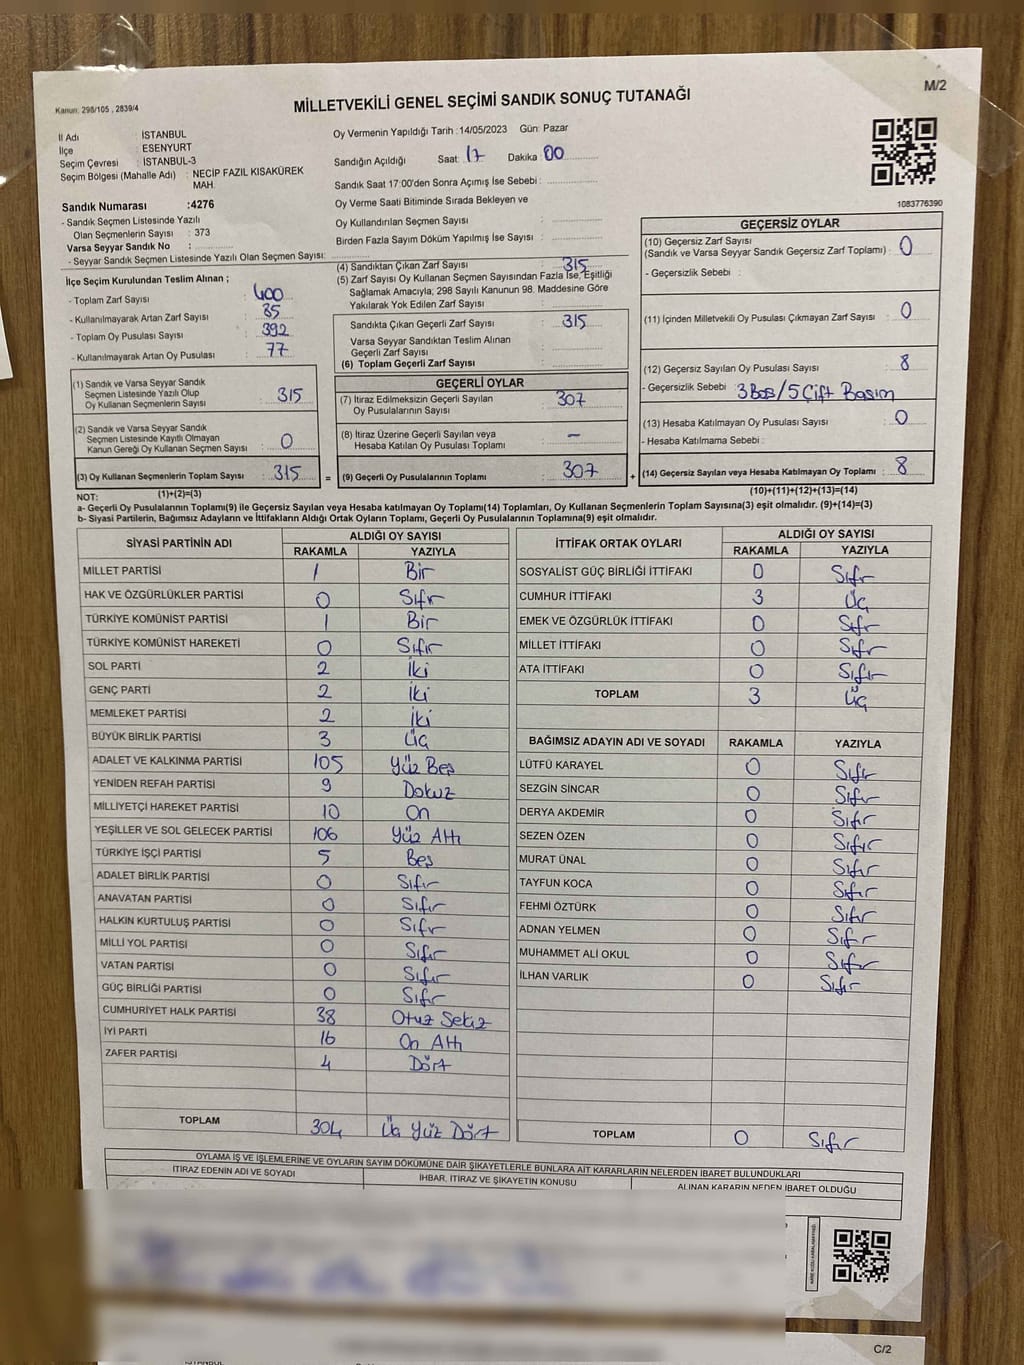 M/2
Kanun: 298/105 , 2839/4
MİLLETVEKİLİ GENEL SEÇİMİ SANDIK SONUÇ TUTANAĞI
İl Adı : İSTANBUL
İlçe : ESENYURT
Seçim Çevresi : İSTANBUL-3
Seçim Bölgesi (Mahalle Adı) : NECİP FAZIL KISAKÜREK
MAH.
Sandık Numarası :4276
- Sandık Seçmen Listesinde Yazılı
Olan Seçmenlerin Sayısı : 373
Varsa Seyyar Sandık No :
- Seyyar Sandık Seçmen Listesinde Yazılı Olan Seçmen Sayısı:
Oy Vermenin Yapıldığı Tarih :14/05/2023 Gün: Pazar
Sandığın Açıldığı Saat: 17 Dakika: 00
Sandık Saat 17:00'den Sonra Açımış İse Sebebi :
Oy Verme Saati Bitiminde Sırada Bekleyen ve
Oy Kullandırılan Seçmen Sayısı :
Birden Fazla Sayım Döküm Yapılmış İse Sayısı :
1083776390
İlçe Seçim Kurulundan Teslim Alınan ;
- Toplam Zarf Sayısı : 400
- Kullanılmayarak Artan Zarf Sayısı : 85
- Toplam Oy Pusulası Sayısı : 392
- Kullanılmayarak Artan Oy Pusulası : 77
(4) Sandıktan Çıkan Zarf Sayısı : 315
(5) Zarf Sayısı Oy Kullanan Seçmen Sayısından Fazla İse, Eşitliği
Sağlamak Amacıyla; 298 Sayılı Kanunun 98. Maddesine Göre
Yakılarak Yok Edilen Zarf Sayısı :
Sandıkta Çıkan Geçerli Zarf Sayısı : 315
Varsa Seyyar Sandıktan Teslim Alınan
Geçerli Zarf Sayısı :
(6) Toplam Geçerli Zarf Sayısı :
GEÇERSİZ OYLAR
(10) Geçersiz Zarf Sayısı
(Sandık ve Varsa Seyyar Sandık Geçersiz Zarf Toplamı) : 0
- Geçersizlik Sebebi :
(11) İçinden Milletvekili Oy Pusulası Çıkmayan Zarf Sayısı : 0
(12) Geçersiz Sayılan Oy Pusulası Sayısı : 8
- Geçersizlik Sebebi : 3 Boş/5 Çift Basım
(13) Hesaba Katılmayan Oy Pusulası Sayısı : 0
- Hesaba Katılmama Sebebi :
(14) Geçersiz Sayılan veya Hesaba Katılmayan Oy Toplamı : 8
(10)+(11)+(12)+(13)=(14)
(1) Sandık ve Varsa Seyyar Sandık
Seçmen Listesinde Yazılı Olup
Oy Kullanan Seçmenlerin Sayısı : 315
(2) Sandık ve Varsa Seyyar Sandık
Seçmen Listesinde Kayıtlı Olmayan
Kanun Gereği Oy Kullanan Seçmen Sayısı : 0
(3) Oy Kullanan Seçmenlerin Toplam Sayısı : 315 =
(1)+(2)=(3)
GEÇERLİ OYLAR
(7) İtiraz Edilmeksizin Geçerli Sayılan
Oy Pusulalarının Sayısı : 307
(8) İtiraz Üzerine Geçerli Sayılan veya
Hesaba Katılan Oy Pusulası Toplamı : –
(9) Geçerli Oy Pusulalarının Toplamı : 307 +
NOT:
a- Geçerli Oy Pusulalarının Toplamı(9) ile Geçersiz Sayılan veya Hesaba katılmayan Oy Toplamı(14) Toplamları, Oy Kullanan Seçmenlerin Toplam Sayısına(3) eşit olmalıdır. (9)+(14)=(3)
b- Siyasi Partilerin, Bağımsız Adayların ve İttifakların Aldığı Ortak Oyların Toplamı, Geçerli Oy Pusulalarının Toplamına(9) eşit olmalıdır.
SİYASİ PARTİNİN ADI ALDIĞI OY SAYISI
RAKAMLA YAZIYLA
MİLLET PARTİSİ 1 Bir
HAK VE ÖZGÜRLÜKLER PARTİSİ 0 Sıfır
TÜRKİYE KOMÜNİST PARTİSİ 1 Bir
TÜRKİYE KOMÜNİST HAREKETİ 0 Sıfır
SOL PARTİ 2 İki
GENÇ PARTİ 2 İki
MEMLEKET PARTİSİ 2 İki
BÜYÜK BİRLİK PARTİSİ 3 Üç
ADALET VE KALKINMA PARTİSİ 105 Yüz Beş
YENİDEN REFAH PARTİSİ 9 Dokuz
MİLLİYETÇİ HAREKET PARTİSİ 10 On
YEŞİLLER VE SOL GELECEK PARTİSİ 106 Yüz Altı
TÜRKİYE İŞÇİ PARTİSİ 5 Beş
ADALET BİRLİK PARTİSİ 0 Sıfır
ANAVATAN PARTİSİ 0 Sıfır
HALKIN KURTULUŞ PARTİSİ 0 Sıfır
MİLLİ YOL PARTİSİ 0 Sıfır
VATAN PARTİSİ 0 Sıfır
GÜÇ BİRLİĞİ PARTİSİ 0 Sıfır
CUMHURİYET HALK PARTİSİ 38 Otuz Sekiz
İYİ PARTİ 16 On Altı
ZAFER PARTİSİ 4 Dört
TOPLAM 304 Üç Yüz Dört
İTTİFAK ORTAK OYLARI ALDIĞI OY SAYISI
RAKAMLA YAZIYLA
SOSYALİST GÜÇ BİRLİĞİ İTTİFAKI 0 Sıfır
CUMHUR İTTİFAKI 3 Üç
EMEK VE ÖZGÜRLÜK İTTİFAKI 0 Sıfır
MİLLET İTTİFAKI 0 Sıfır
ATA İTTİFAKI 0 Sıfır
TOPLAM 3 Üç
BAĞIMSIZ ADAYIN ADI VE SOYADI RAKAMLA YAZIYLA
LÜTFÜ KARAYEL 0 Sıfır
SEZGİN SİNCAR 0 Sıfır
DERYA AKDEMİR 0 Sıfır
SEZEN ÖZEN 0 Sıfır
MURAT ÜNAL 0 Sıfır
TAYFUN KOCA 0 Sıfır
FEHMİ ÖZTÜRK 0 Sıfır
ADNAN YELMEN 0 Sıfır
MUHAMMET ALİ OKUL 0 Sıfır
İLHAN VARLIK 0 Sıfır
TOPLAM 0 Sıfır
OYLAMA İŞ VE İŞLEMLERİNE VE OYLARIN SAYIM DÖKÜMÜNE DAİR ŞİKAYETLERLE BUNLARA AİT KARARLARIN NELERDEN İBARET BULUNDUKLARI
İTİRAZ EDENİN ADI VE SOYADI İHBAR, İTİRAZ VE ŞİKAYETİN KONUSU ALINAN KARARIN NEDEN İBARET OLDUĞU
C/2
İSTANBUL